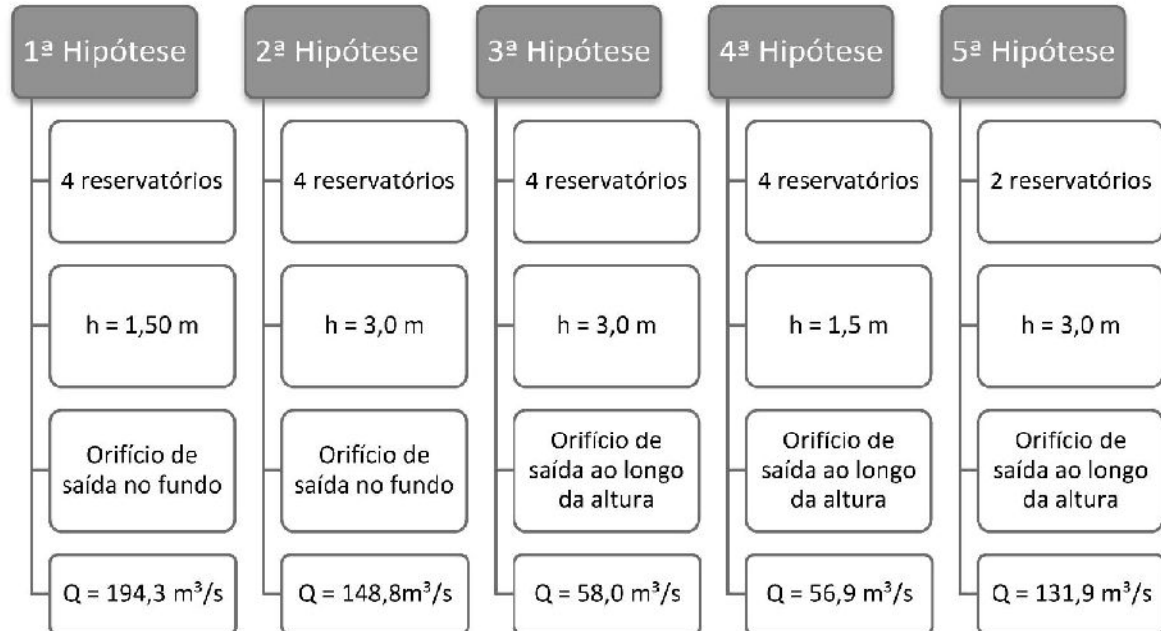 1ª Hipótese
4 reservatórios
h = 1,50 m
Orifício de
saída no fundo
Q = 194,3 m³/s
2ª Hipótese
4 reservatórios
h = 3,0 m
Orifício de
saída no fundo
Q = 148,8m³/s
3ª Hipótese
4 reservatórios
h = 3,0 m
Orifício de
saída ao longo
da altura
Q = 58,0 m³/s
4ª Hipótese
4 reservatórios
h = 1,5 m
Orifício de
saída ao longo
da altura
Q = 56,9 m³/s
5ª Hipótese
2 reservatórios
h = 3,0 m
Orifício de
saída ao longo
da altura
Q = 131,9 m³/s